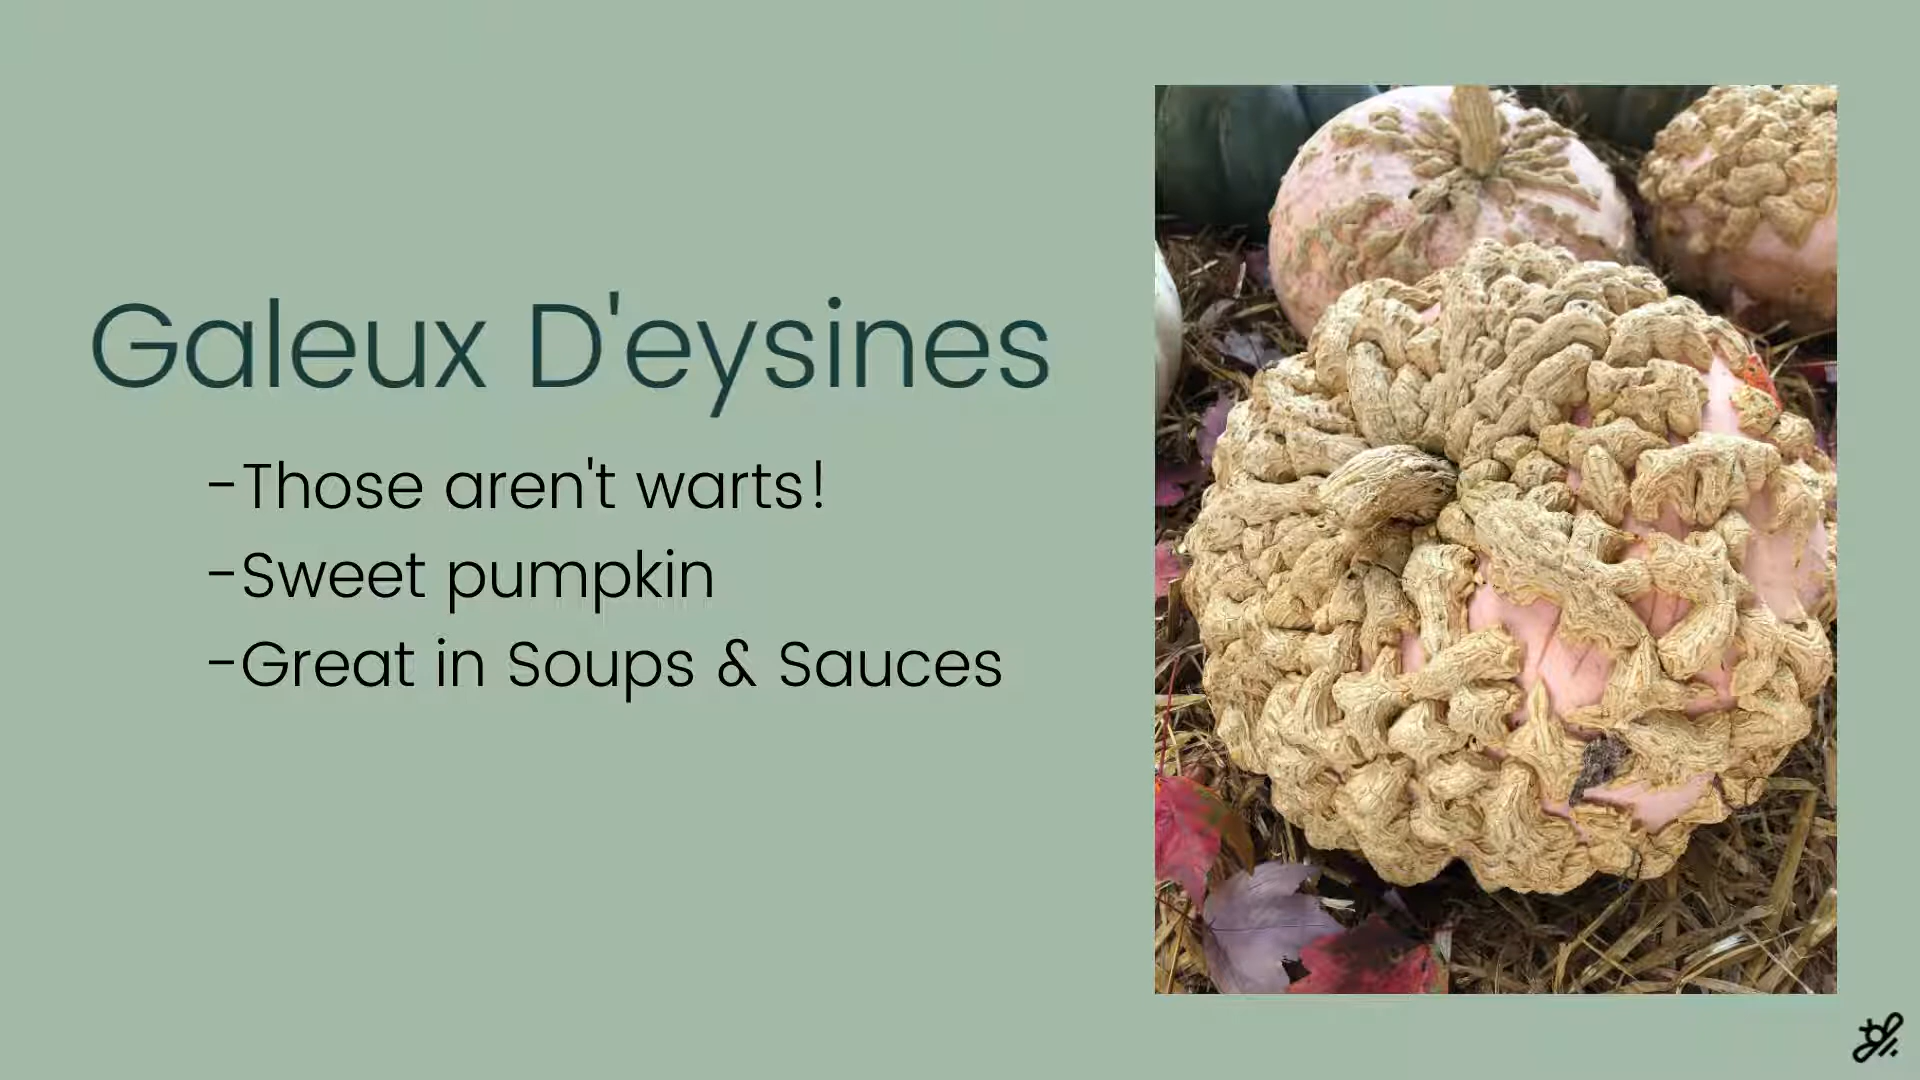 Galeux D'eysines
-Those aren't warts!
-Sweet pumpkin
-Great in Soups & Sauces